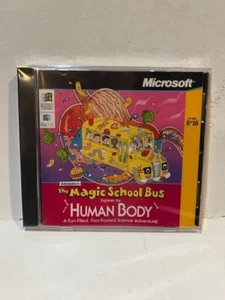 Microsoft
SCHOLASTIC'S
The Magic School Bus
Explores the
HUMAN BODY
A Fun-Filled, Fact-Packed Science Adventure!